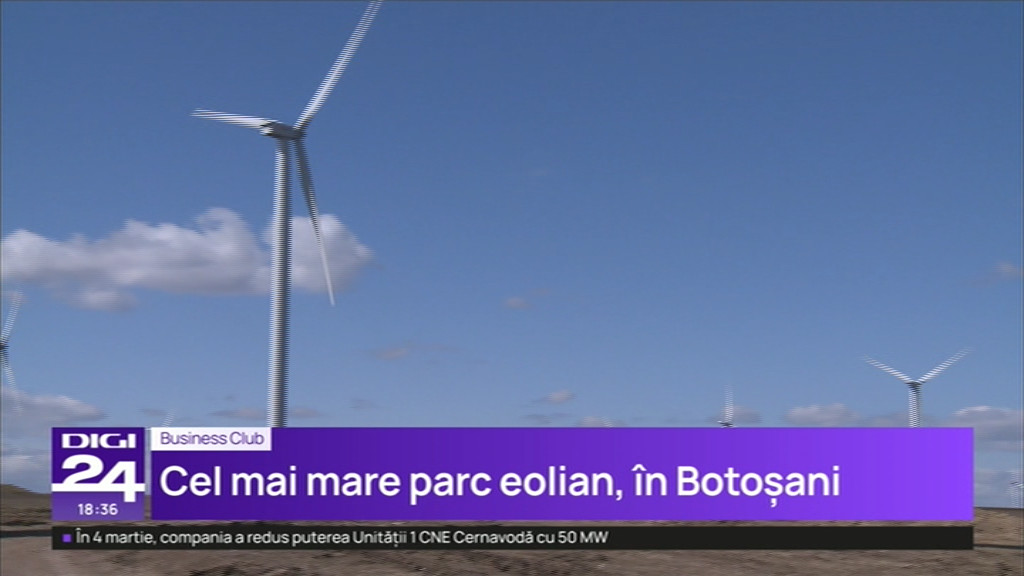 DIGI
24
18:36
Business Club
Cel mai mare parc eolian, în Botoșani
În 4 martie, compania a redus puterea Unității 1 CNE Cernavodă cu 50 MW